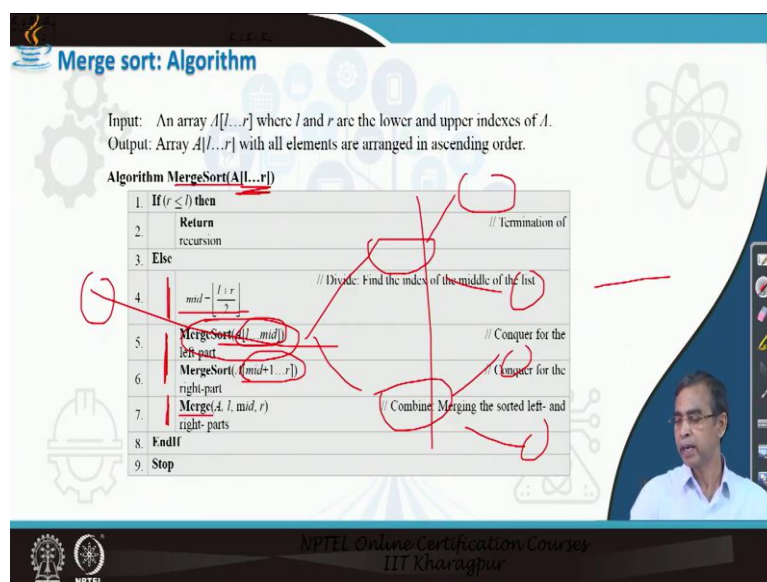 Merge sort: Algorithm
Input: An array A[l…r] where l and r are the lower and upper indexes of A.
Output: Array A[l…r] with all elements are arranged in ascending order.
Algorithm MergeSort(A[l…r])
1. If (r ≤ l) then
2. Return // Termination of
recursion
3. Else
4. mid = ⌊(l + r)/2⌋ // Divide: Find the index of the middle of the list
5. MergeSort(A[l…mid]) // Conquer for the
left-part
6. MergeSort(A[mid+1…r]) // Conquer for the
right-part
7. Merge(A, l, mid, r) // Combine: Merging the sorted left- and
right- parts
8. EndIf
9. Stop
NPTEL Online Certification Courses
IIT Kharagpur
NPTEL